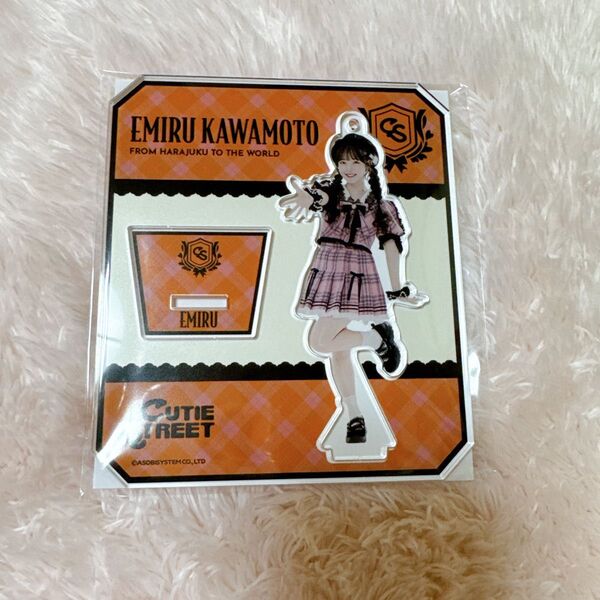 EMIRU KAWAMOTO
FROM HARAJUKU TO THE WORLD
CS
CS
EMIRU
CUTIE
STREET
©ASOBISYSTEM CO.,LTD